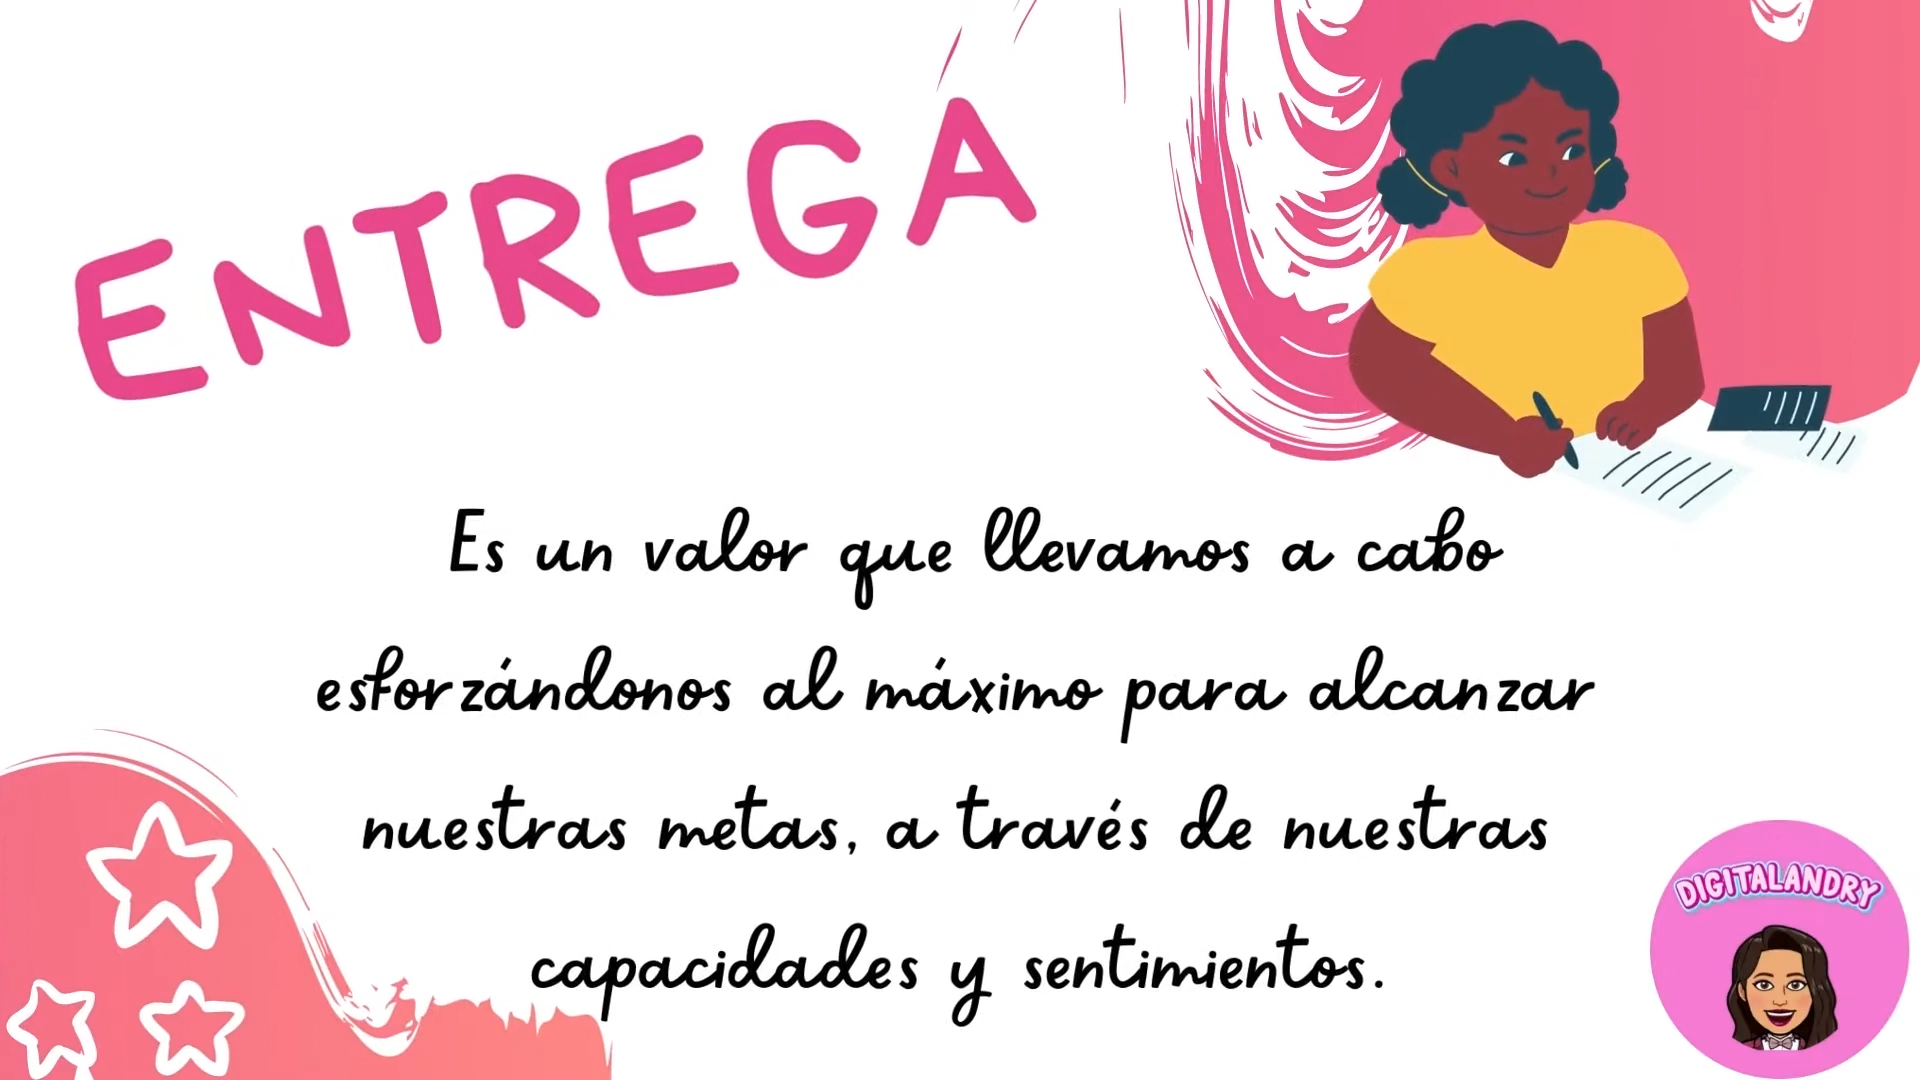 ENTREGA
Es un valor que llevamos a cabo
esforzándonos al máximo para alcanzar
nuestras metas, a través de nuestras
capacidades y sentimientos.
DIGITALANDRY